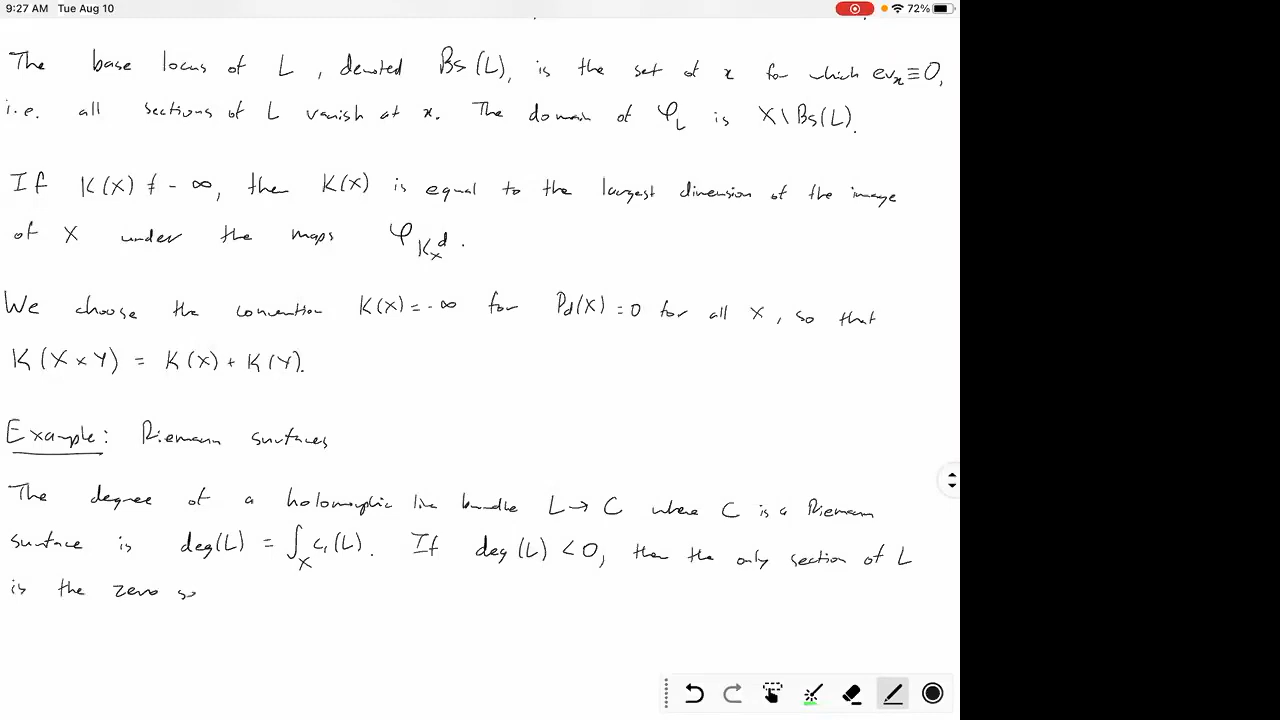 9:27 AM Tue Aug 10
72%
The base locus of L, denoted Bs(L), is the set of x for which evₓ≡0,
i.e. all sections of L vanish at x. The domain of φ_L is X\Bs(L).
If K(X) ≠ -∞, then K(X) is equal to the largest dimension of the image
of X under the maps φ_{K_X^d}.
We choose the convention K(X) = -∞ for P_d(X) = 0 for all X, so that
K(X × Y) = K(X) + K(Y).
Example: Riemann surfaces
The degree of a holomorphic line bundle L → C where C is a Riemann
surface is deg(L) = ∫_X c₁(L). If deg(L) < 0, then the only section of L
is the zero se